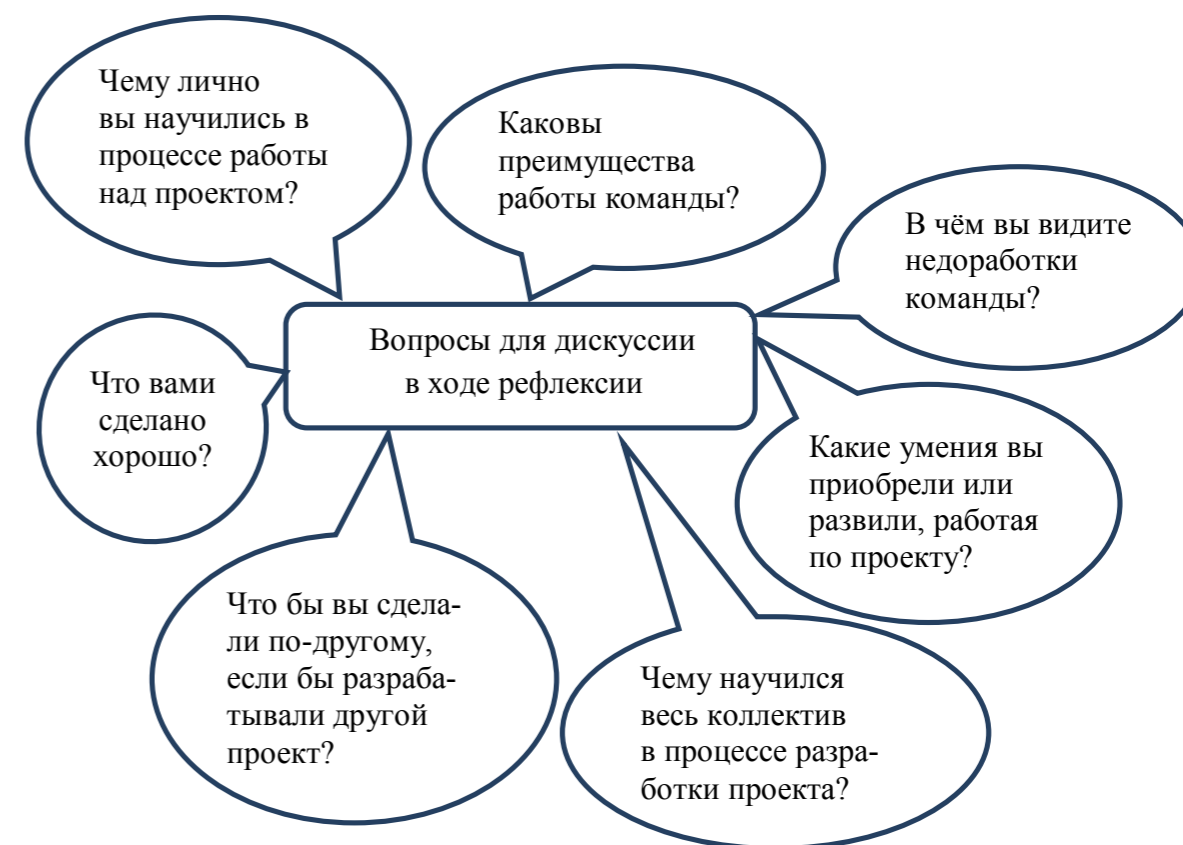 Чему лично
вы научились в
процессе работы
над проектом?
Каковы
преимущества
работы команды?
В чём вы видите
недоработки
команды?
Вопросы для дискуссии
в ходе рефлексии
Что вами
сделано
хорошо?
Какие умения вы
приобрели или
развили, работая
по проекту?
Что бы вы сдела-
ли по-другому,
если бы разраба-
тывали другой
проект?
Чему научился
весь коллектив
в процессе разра-
ботки проекта?